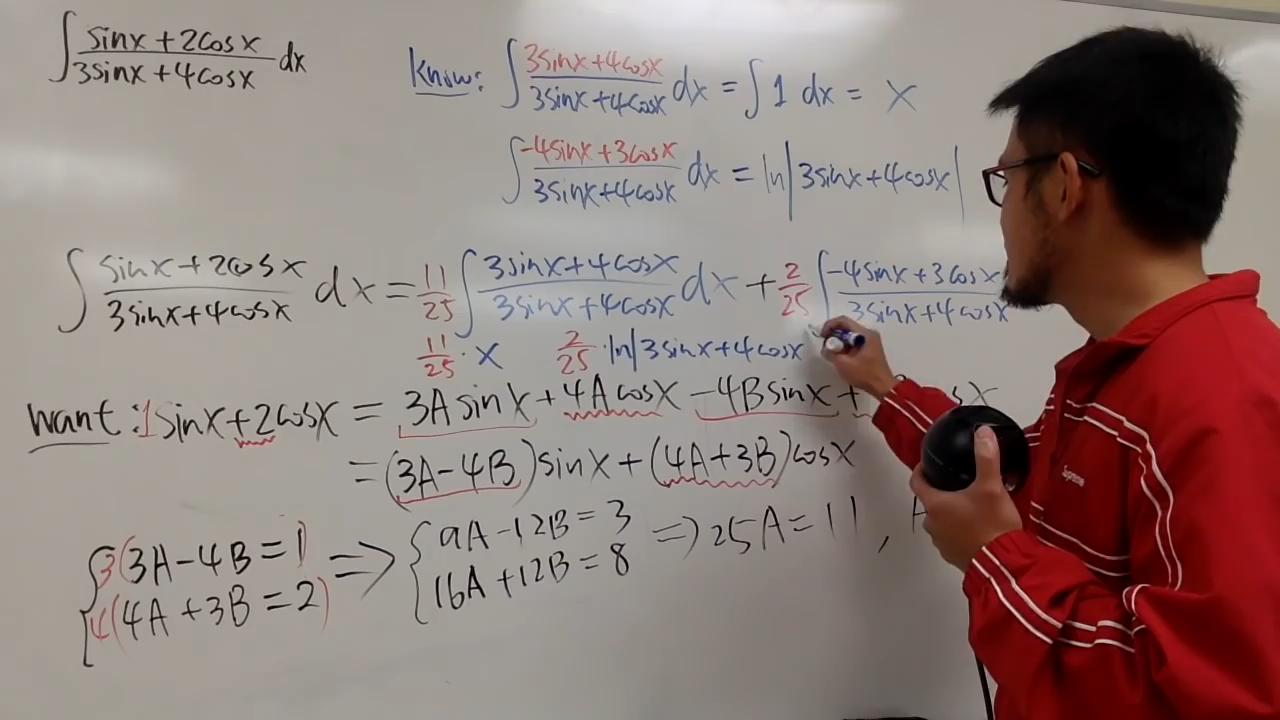 ∫ (sinx + 2cosx)/(3sinx + 4cosx) dx
Know: ∫ (3sinx + 4cosx)/(3sinx + 4cosx) dx = ∫ 1 dx = x
∫ (-4sinx + 3cosx)/(3sinx + 4cosx) dx = ln|3sinx + 4cosx|
∫ (sinx + 2cosx)/(3sinx + 4cosx) dx = 11/25 ∫ (3sinx + 4cosx)/(3sinx + 4cosx) dx + 2/25 ∫ (-4sinx + 3cosx)/(3sinx + 4cosx)
11/25 · x 2/25 · ln|3sinx + 4cosx
Want: 1sinx + 2cosx = 3A sinx + 4A cosx - 4B sinx +
= (3A - 4B) sinx + (4A + 3B) cosx
3(3A - 4B = 1) => { 9A - 12B = 3 => 25A = 11,
4(4A + 3B = 2) 16A + 12B = 8
Supreme